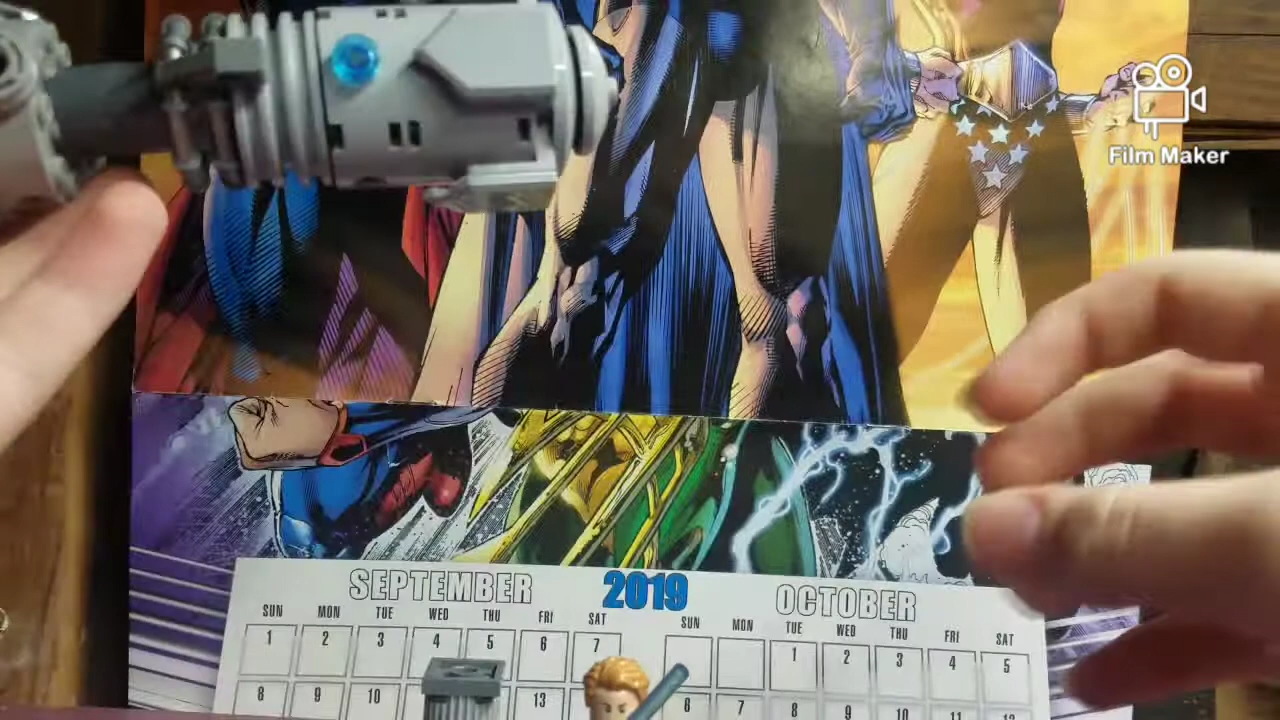 Film Maker
SEPTEMBER 2019 OCTOBER
SUN MON TUE WED THU FRI SAT SUN MON TUE WED THU FRI SAT
1 2 3 4 5 6 7 1 2 3 4 5
8 9 10 13 6 7 8 9 10 11 12